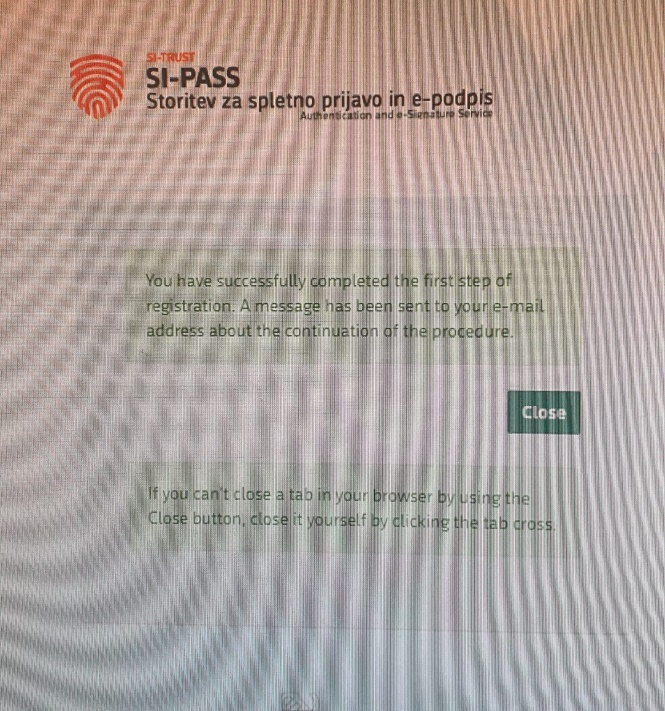 SI-TRUST
SI-PASS
Storitev za spletno prijavo in e-podpis
Authentication and e-Signature Service
You have successfully completed the first step of
registration. A message has been sent to your e-mail
address about the continuation of the procedure.
Close
If you can't close a tab in your browser by using the
Close button, close it yourself by clicking the tab cross.